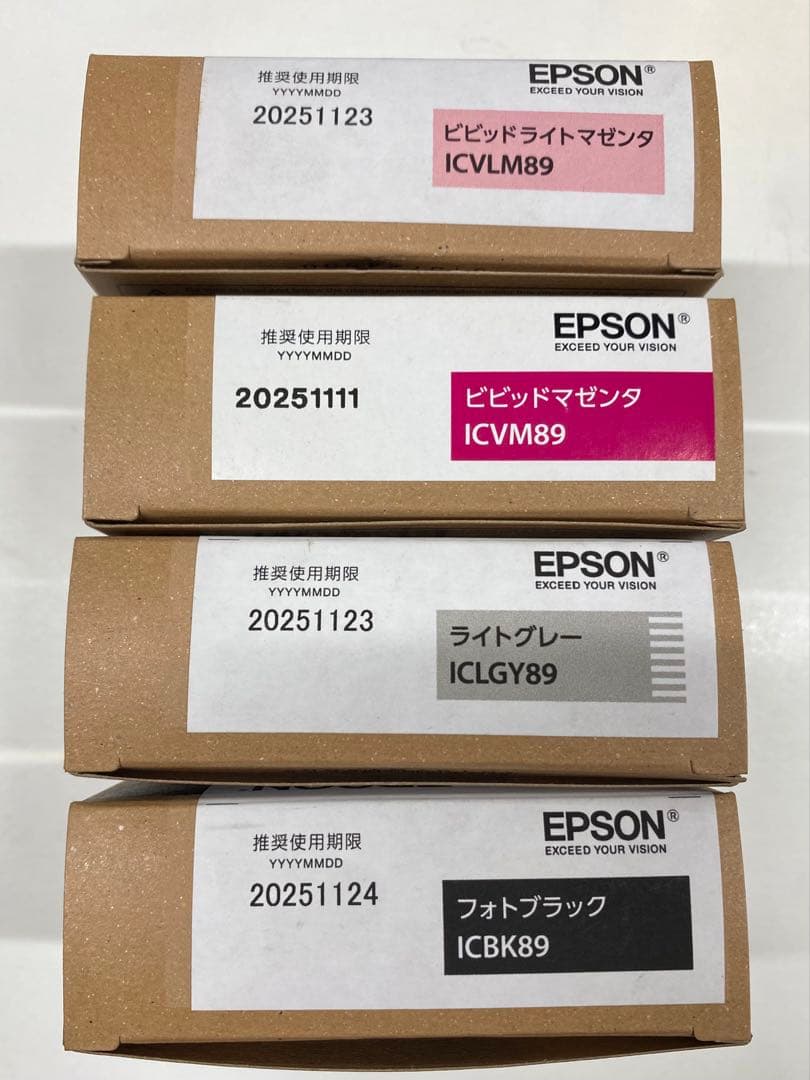 推奨使用期限
YYYYMMDD
20251123
EPSON®
EXCEED YOUR VISION
ビビッドライトマゼンタ
ICVLM89
推奨使用期限
YYYYMMDD
20251111
EPSON®
EXCEED YOUR VISION
ビビッドマゼンタ
ICVM89
推奨使用期限
YYYYMMDD
20251123
EPSON®
EXCEED YOUR VISION
ライトグレー
ICLGY89
推奨使用期限
YYYYMMDD
20251124
EPSON®
EXCEED YOUR VISION
フォトブラック
ICBK89